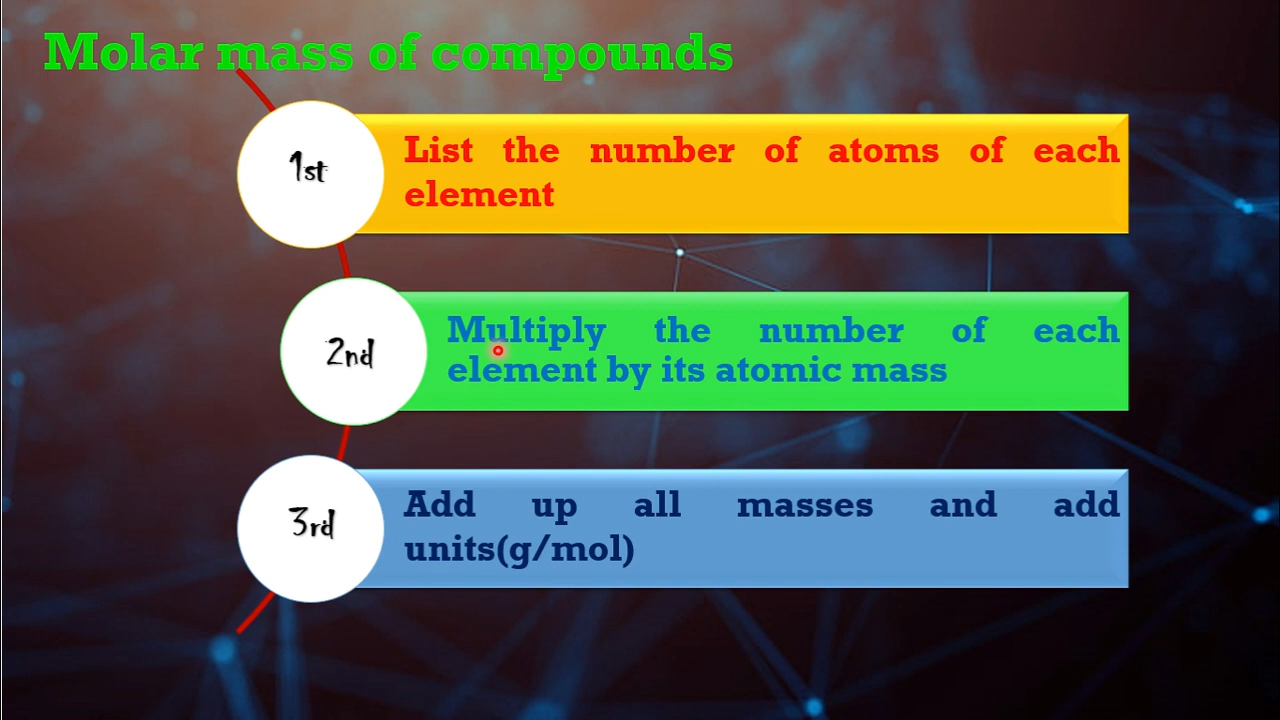 Molar mass of compounds
1st
List the number of atoms of each
element
2nd
Multiply the number of each
element by its atomic mass
3rd
Add up all masses and add
units(g/mol)